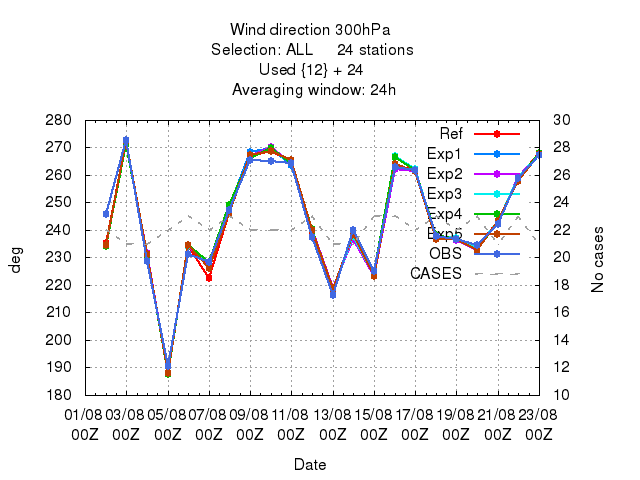 Wind direction 300hPa
Selection: ALL     24 stations
Used {12} + 24
Averaging window: 24h
280 30
270 28
260 26
250 24
240 22
230 20
220 18
210 16
200 14
190 12
180 10
Ref
Exp1
Exp2
Exp3
Exp4
Exp5
OBS
CASES
deg
No cases
01/08 03/08 05/08 07/08 09/08 11/08 13/08 15/08 17/08 19/08 21/08 23/08
00Z 00Z 00Z 00Z 00Z 00Z 00Z 00Z 00Z 00Z 00Z 00Z
Date